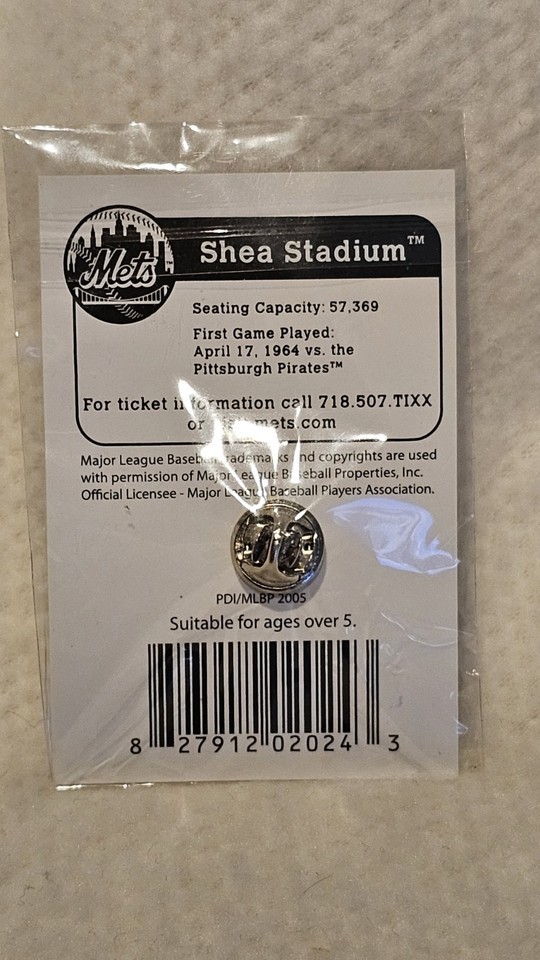 Mets
Shea Stadium™
Seating Capacity: 57,369
First Game Played:
April 17, 1964 vs. the
Pittsburgh Pirates™
For ticket information call 718.507.TIXX
or mets.com
Major League Baseball trademarks and copyrights are used
with permission of Major League Baseball Properties, Inc.
Official Licensee - Major League Baseball Players Association.
PDI/MLBP 2005
Suitable for ages over 5.
8 27912 02024 3